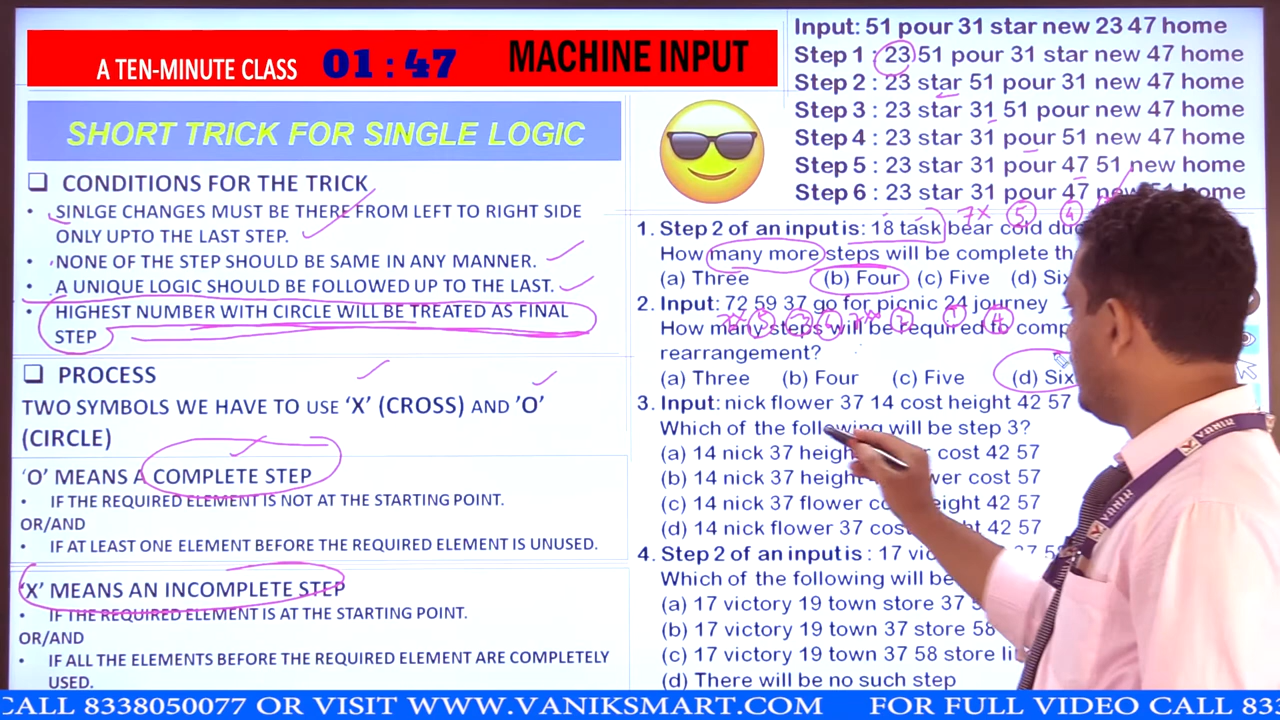 A TEN-MINUTE CLASS 01 : 47 MACHINE INPUT
SHORT TRICK FOR SINGLE LOGIC
CONDITIONS FOR THE TRICK
SINLGE CHANGES MUST BE THERE FROM LEFT TO RIGHT SIDE
ONLY UPTO THE LAST STEP.
NONE OF THE STEP SHOULD BE SAME IN ANY MANNER.
A UNIQUE LOGIC SHOULD BE FOLLOWED UP TO THE LAST.
HIGHEST NUMBER WITH CIRCLE WILL BE TREATED AS FINAL
STEP
PROCESS
TWO SYMBOLS WE HAVE TO USE ‘X’ (CROSS) AND ’O’
(CIRCLE)
‘O’ MEANS A COMPLETE STEP
IF THE REQUIRED ELEMENT IS NOT AT THE STARTING POINT.
OR/AND
IF AT LEAST ONE ELEMENT BEFORE THE REQUIRED ELEMENT IS UNUSED.
‘X’ MEANS AN INCOMPLETE STEP
IF THE REQUIRED ELEMENT IS AT THE STARTING POINT.
OR/AND
IF ALL THE ELEMENTS BEFORE THE REQUIRED ELEMENT ARE COMPLETELY
USED.
Input: 51 pour 31 star new 23 47 home
Step 1 : 23 51 pour 31 star new 47 home
Step 2 : 23 star 51 pour 31 new 47 home
Step 3 : 23 star 31 51 pour new 47 home
Step 4 : 23 star 31 pour 51 new 47 home
Step 5 : 23 star 31 pour 47 51 new home
Step 6 : 23 star 31 pour 47 new 51 home
1. Step 2 of an input is: 18 task bear cold
How many more steps will be complete
(a) Three (b) Four (c) Five (d)
2. Input: 72 59 37 go for picnic 24 journey
How many steps will be required to
rearrangement?
(a) Three (b) Four (c) Five (d) Six
3. Input: nick flower 37 14 cost height 42 57
Which of the following will be step 3?
(a) 14 nick 37 cost 42 57
(b) 14 nick 37 cost 57
(c) 14 nick 37 flower 42 57
(d) 14 nick flower 37 42 57
4. Step 2 of an input is : 17
Which of the following will be
(a) 17 victory 19 town store 37
(b) 17 victory 19 town 37 store 58
(c) 17 victory 19 town 37 58 store
(d) There will be no such step
VANIK
CALL 8338050077 OR VISIT WWW.VANIKSMART.COM FOR FULL VIDEO CALL